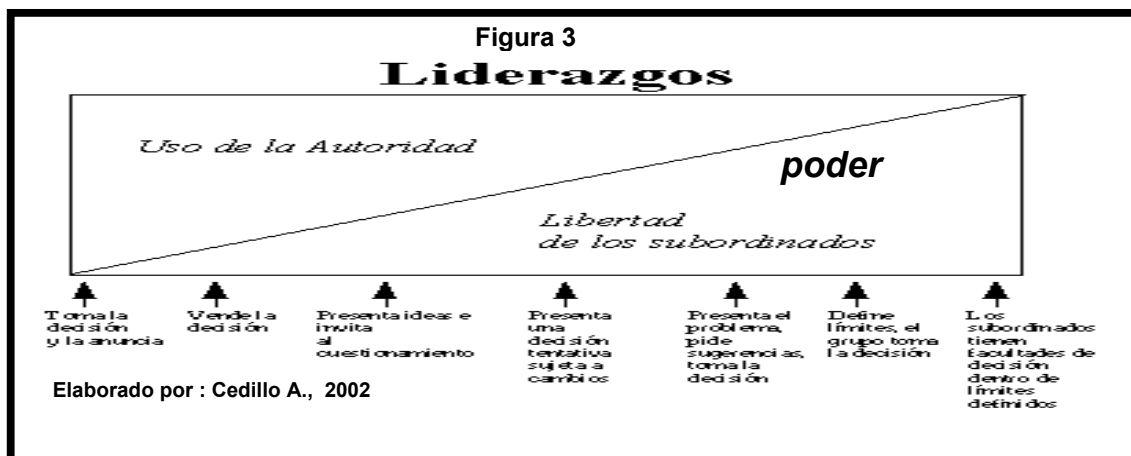 Figura 3
Liderazgos
Uso de la Autoridad
poder
Libertad
de los subordinados
Toma la
decisión
y la anuncia
Vende la
decisión
Presenta ideas e
invita
al
cuestionamiento
Presenta
una
decisión
tentativa
sujeta a
cambios
Presenta el
problema,
pide
sugerencias,
toma la
decisión
Define
límites, el
grupo toma
la decisión
Los
subordinados
tienen
facultades de
decisión
dentro de
límites
definidos
Elaborado por : Cedillo A., 2002